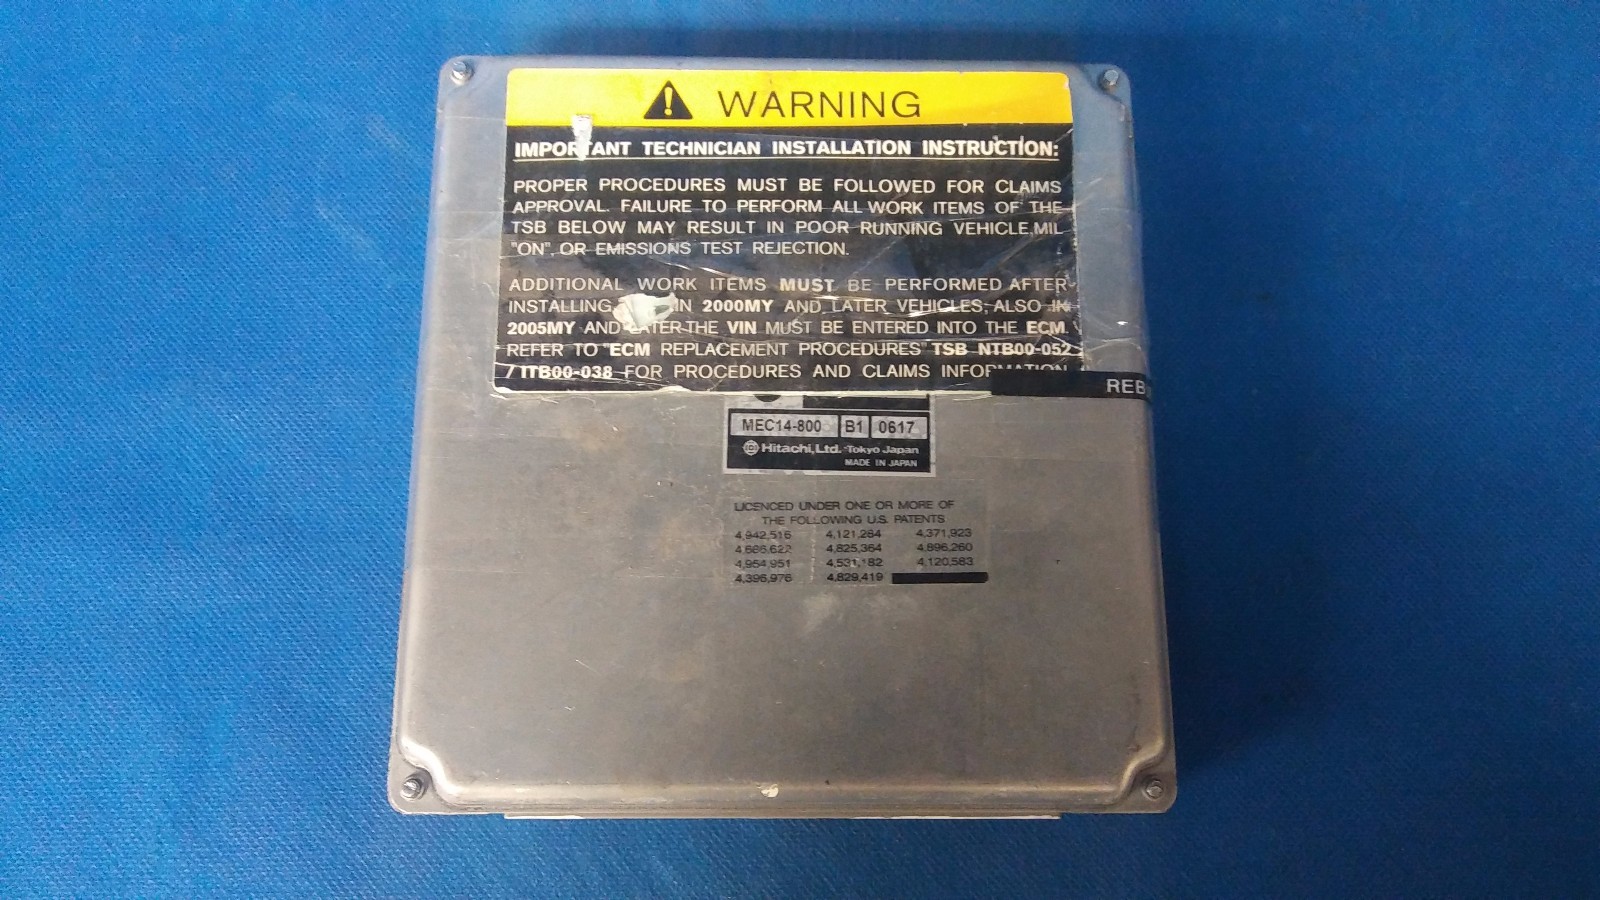 WARNING
IMPORTANT TECHNICIAN INSTALLATION INSTRUCTION:
PROPER PROCEDURES MUST BE FOLLOWED FOR CLAIMS
APPROVAL. FAILURE TO PERFORM ALL WORK ITEMS OF THE
TSB BELOW MAY RESULT IN POOR RUNNING VEHICLE,MIL
"ON", OR EMISSIONS TEST REJECTION.
ADDITIONAL WORK ITEMS MUST BE PERFORMED AFTER
INSTALLING IN 2000MY AND LATER VEHICLES; ALSO IN
2005MY AND LATER THE VIN MUST BE ENTERED INTO THE ECM.
REFER TO "ECM REPLACEMENT PROCEDURES" TSB NTB00-052
/ ITB00-038 FOR PROCEDURES AND CLAIMS INFORMATION
REB
MEC14-800 B1 0617
Hitachi,Ltd. Tokyo Japan
MADE IN JAPAN
LICENCED UNDER ONE OR MORE OF
THE FOLLOWING U.S. PATENTS
4,942,516 4,121,284 4,371,923
4,666,622 4,825,364 4,896,260
4,954,951 4,531,182 4,120,583
4,396,976 4,829,419